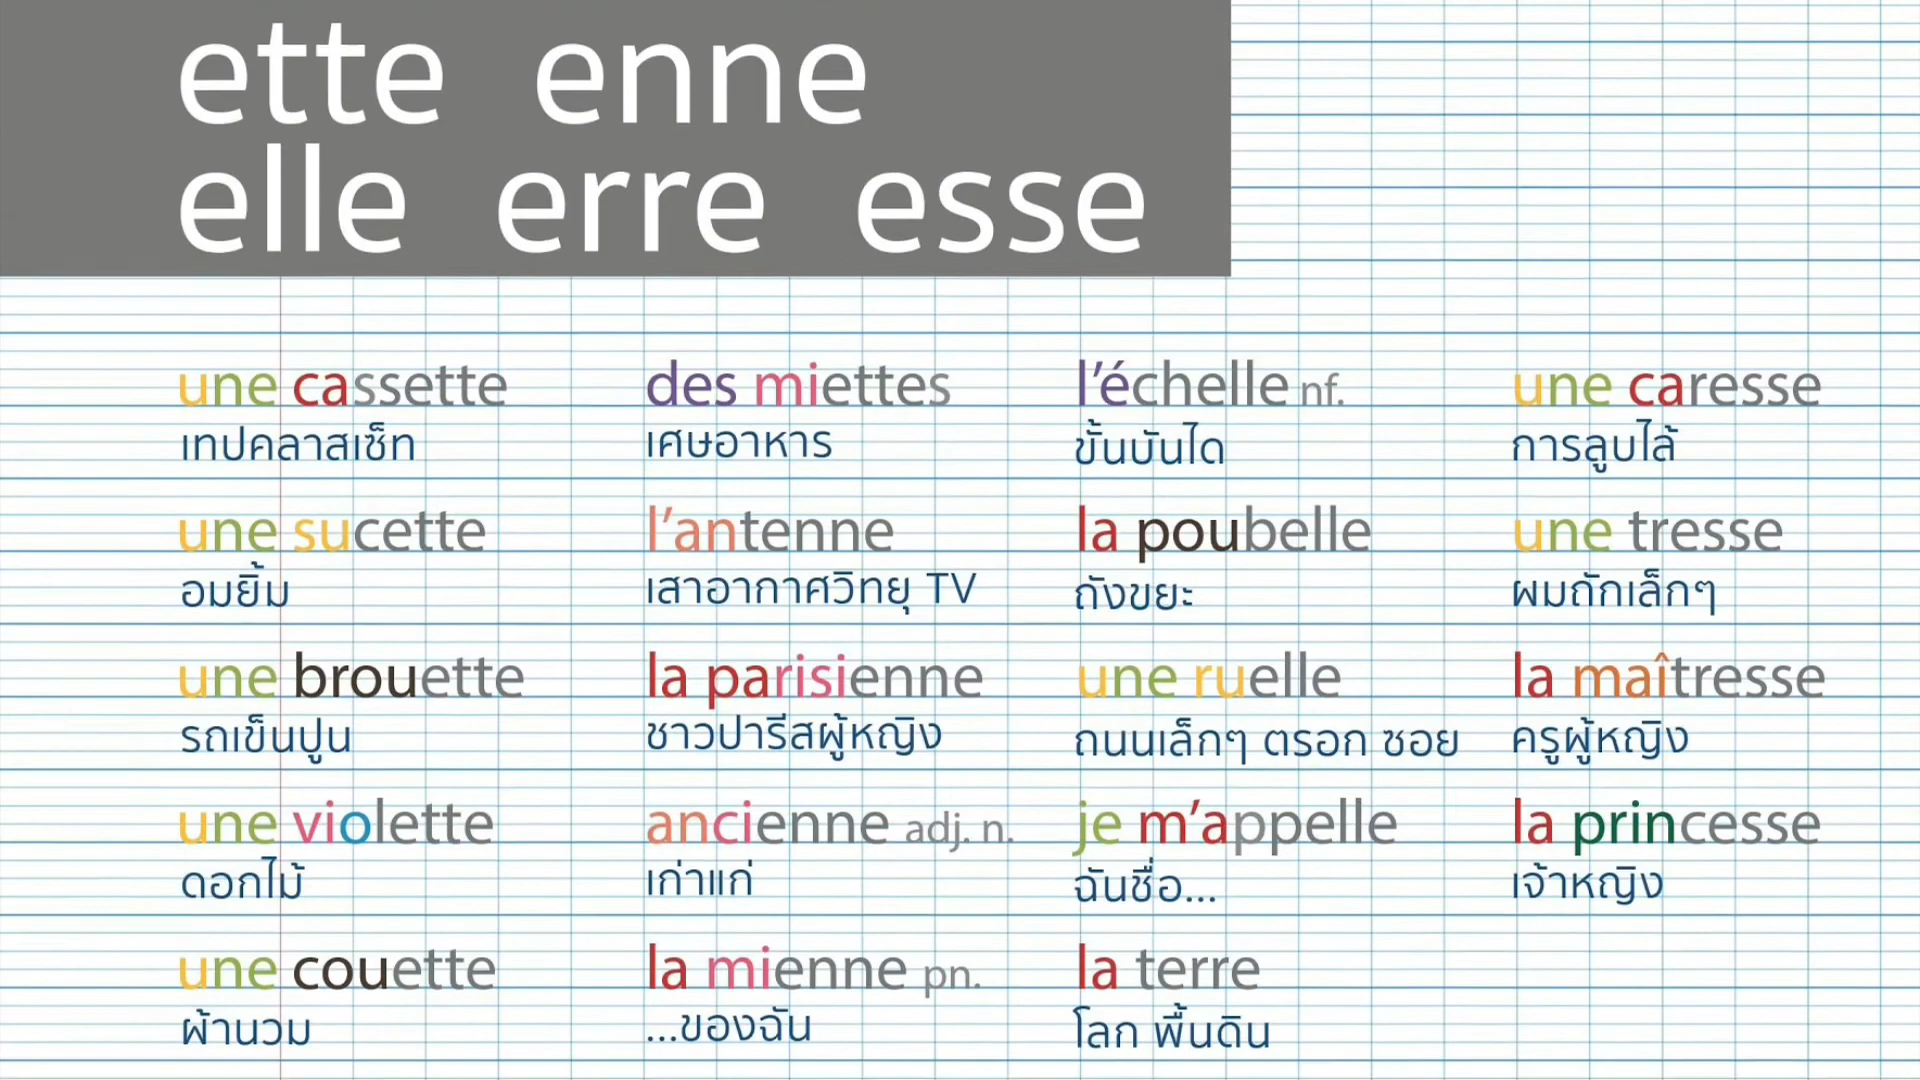 ette enne
elle erre esse
une cassette
เทปคลาสเซ็ท
une sucette
อมยิ้ม
une brouette
รถเข็นปูน
une violette
ดอกไม้
une couette
ผ้านวม
des miettes
เศษอาหาร
l’antenne
เสาอากาศวิทยุ TV
la parisienne
ชาวปารีสผู้หญิง
ancienne adj. n.
เก่าแก่
la mienne pn.
...ของฉัน
l’échelle nf.
ขั้นบันได
la poubelle
ถังขยะ
une ruelle
ถนนเล็กๆ ตรอก ซอย
je m’appelle
ฉันชื่อ...
la terre
โลก พื้นดิน
une caresse
การลูบไล้
une tresse
ผมถักเล็กๆ
la maîtresse
ครูผู้หญิง
la princesse
เจ้าหญิง